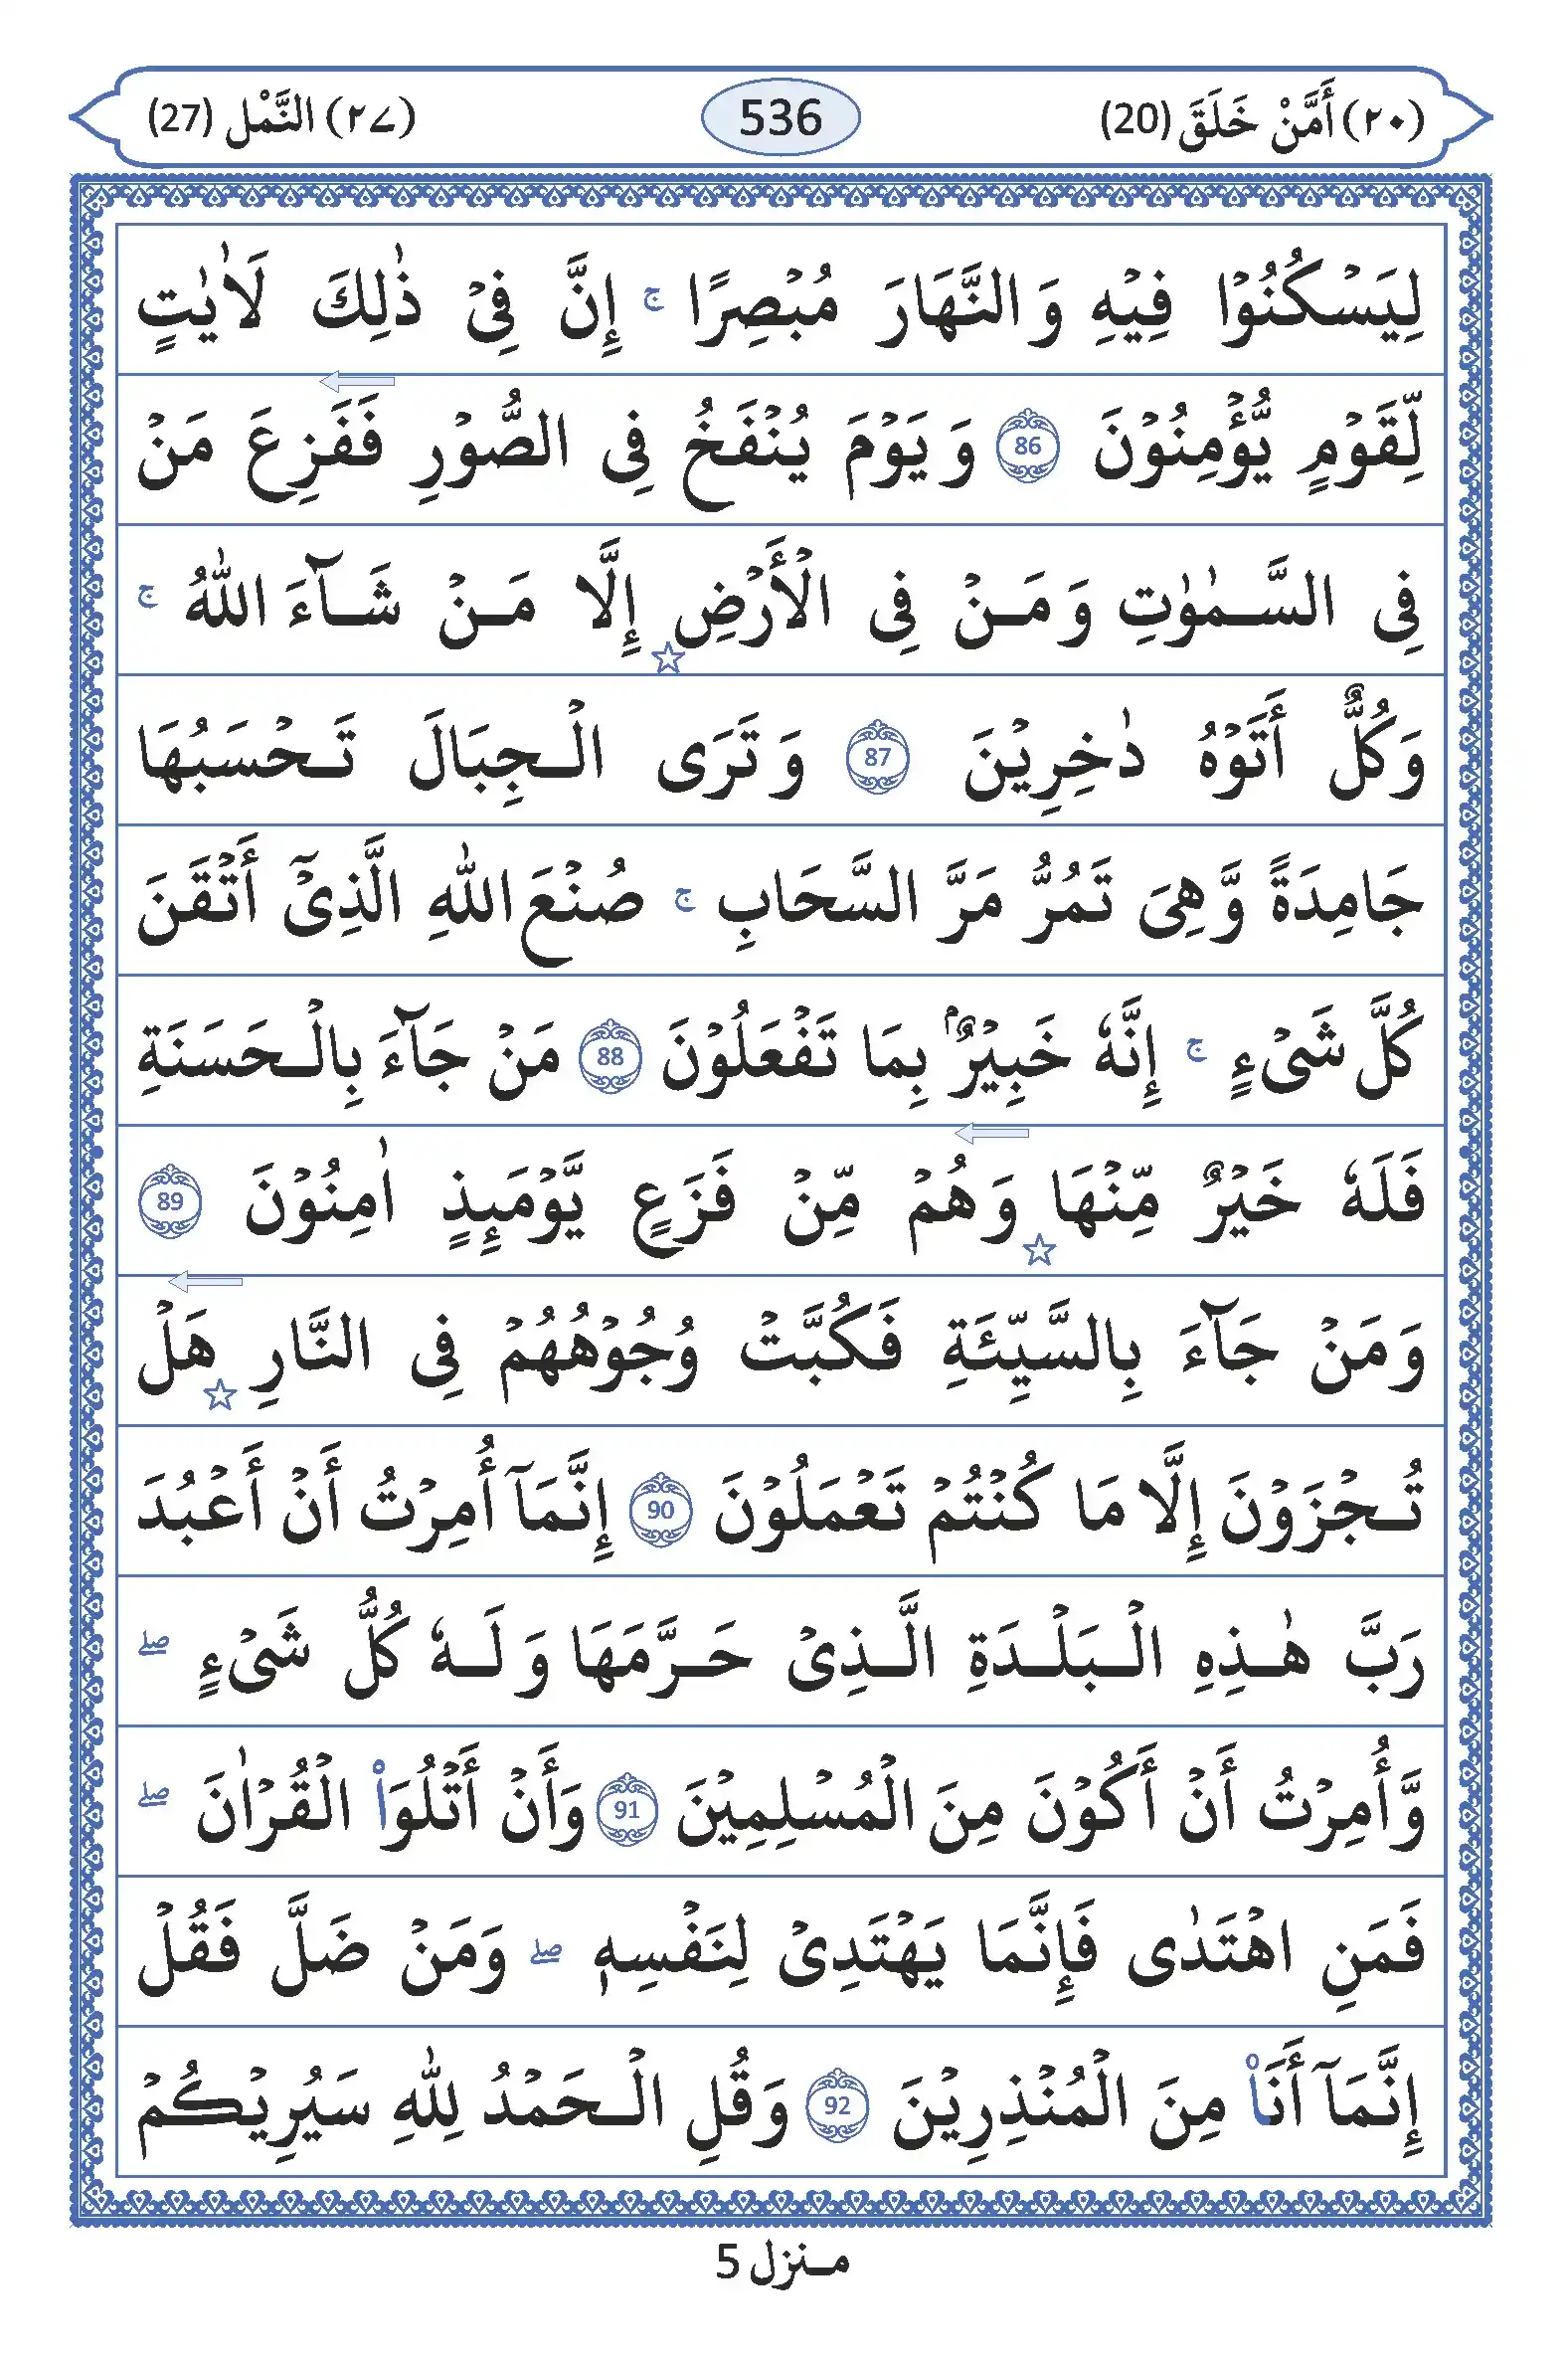 (٢٠) أَمَّنْ خَلَقَ (20) 536 (٢٧) النَّمْل (27)
لِيَسْكُنُوْا فِيْهِ وَ النَّهَارَ مُبْصِرًا ۚ إِنَّ فِيْ ذٰلِكَ لَاٰيٰتٍ
لِّقَوْمٍ يُّؤْمِنُوْنَ 86 وَ يَوْمَ يُنْفَخُ فِى الصُّوْرِ فَفَزِعَ مَنْ
فِى السَّمٰوٰتِ وَ مَنْ فِى الْأَرْضِ ☆ إِلَّا مَنْ شَآءَ اللّٰهُ ۚ
وَكُلٌّ أَتَوْهُ دٰخِرِيْنَ 87 وَ تَرَى الْجِبَالَ تَحْسَبُهَا
جَامِدَةً وَّ هِىَ تَمُرُّ مَرَّ السَّحَابِ ۚ صُنْعَ اللّٰهِ الَّذِىْٓ أَتْقَنَ
كُلَّ شَىْءٍ ۚ إِنَّهٗ خَبِيْرٌۢ بِمَا تَفْعَلُوْنَ 88 مَنْ جَآءَ بِالْحَسَنَةِ
فَلَهٗ خَيْرٌ مِّنْهَا ☆ وَ هُمْ مِّنْ فَزَعٍ يَّوْمَىِٕذٍ اٰمِنُوْنَ 89
وَ مَنْ جَآءَ بِالسَّيِّئَةِ فَكُبَّتْ وُجُوْهُهُمْ فِى النَّارِ ☆ هَلْ
تُجْزَوْنَ إِلَّا مَا كُنْتُمْ تَعْمَلُوْنَ 90 إِنَّمَآ أُمِرْتُ أَنْ أَعْبُدَ
رَبَّ هٰذِهِ الْبَلْدَةِ الَّذِىْ حَرَّمَهَا وَ لَهٗ كُلُّ شَىْءٍ ۖ
وَّأُمِرْتُ أَنْ أَكُوْنَ مِنَ الْمُسْلِمِيْنَ 91 وَأَنْ أَتْلُوَا۟ الْقُرْاٰنَ ۖ
فَمَنِ اهْتَدٰى فَإِنَّمَا يَهْتَدِىْ لِنَفْسِهٖ ۖ وَمَنْ ضَلَّ فَقُلْ
إِنَّمَآ أَنَا۟ مِنَ الْمُنْذِرِيْنَ 92 وَقُلِ الْحَمْدُ لِلّٰهِ سَيُرِيْكُمْ
مـنزل 5